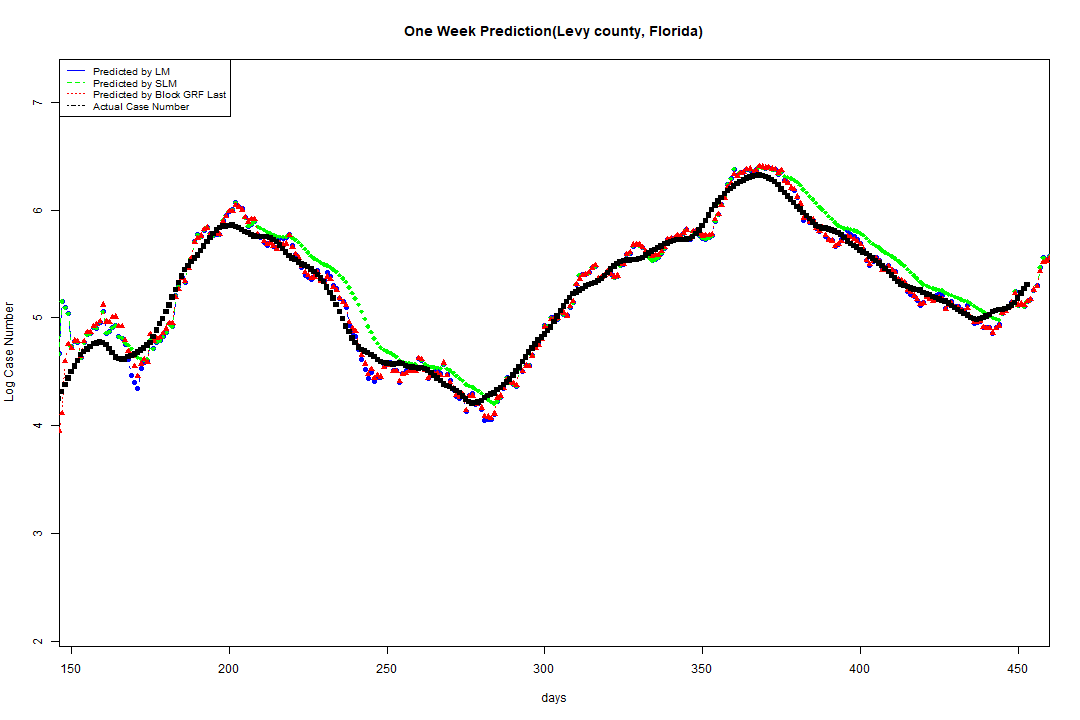 One Week Prediction(Levy county, Florida)
Predicted by LM
Predicted by SLM
Predicted by Block GRF Last
Actual Case Number
7
6
5
4
3
2
Log Case Number
150 200 250 300 350 400 450
days